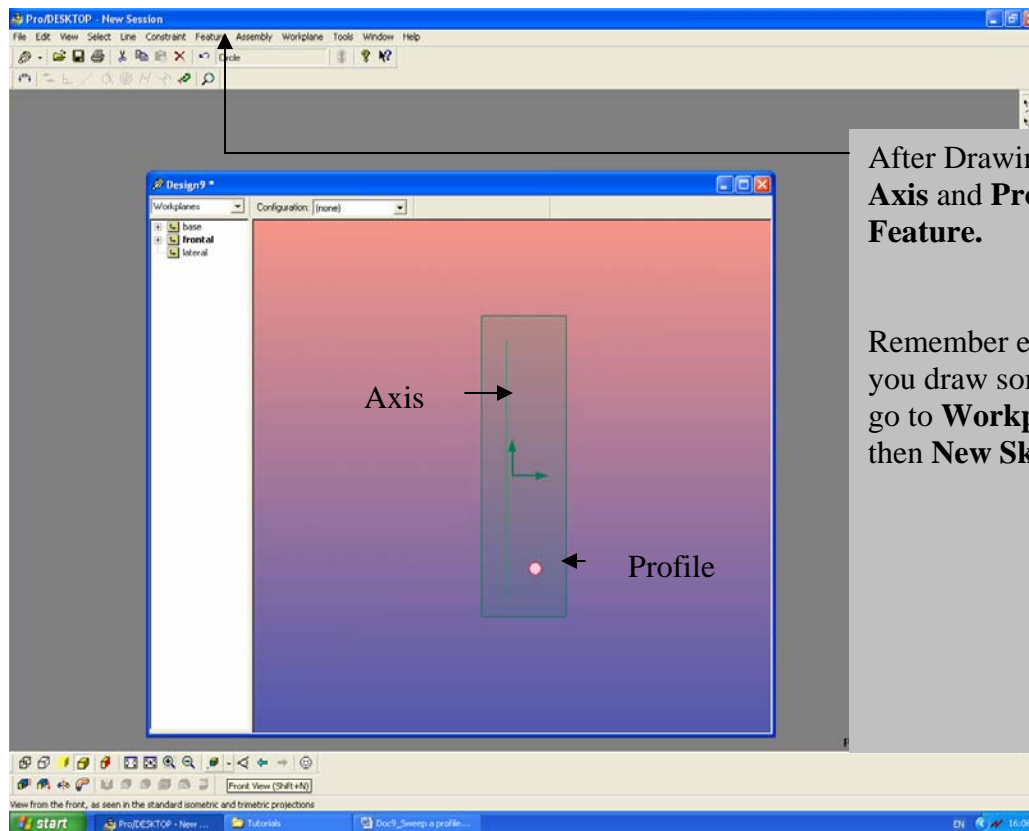 Pro/DESKTOP - New Session
File Edit View Select Line Constraint Feature Assembly Workplane Tools Window Help
Circle
After Drawin
Axis and Pro
Feature.
Remember e
you draw som
go to Workp
then New Sk
Design9 *
Workplanes
Configuration: (none)
base
frontal
lateral
Axis
Profile
Front View (Shift+N)
View from the front, as seen in the standard isometric and trimetric projections
start
Pro/DESKTOP - New ...
Tutorials
Doc9_Sweep a profile...
EN
16:06